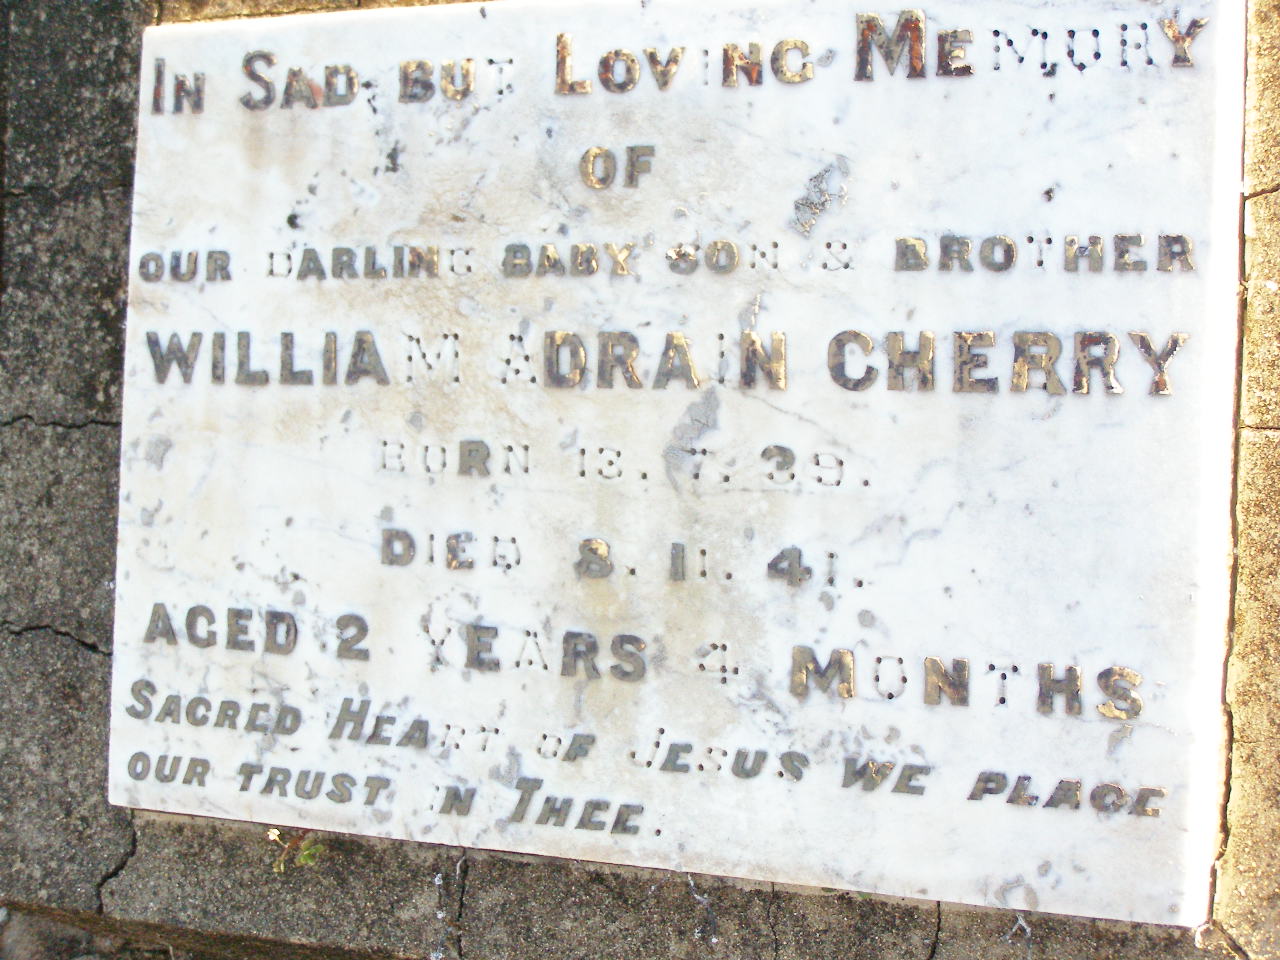 IN SAD BUT LOVING MEMORY
OF
OUR DARLING BABY SON & BROTHER
WILLIAM ADRAIN CHERRY
BORN 13. 7. 39.
DIED 8. 11. 41.
AGED 2 YEARS 4 MONTHS
SACRED HEART OF JESUS WE PLACE
OUR TRUST IN THEE.